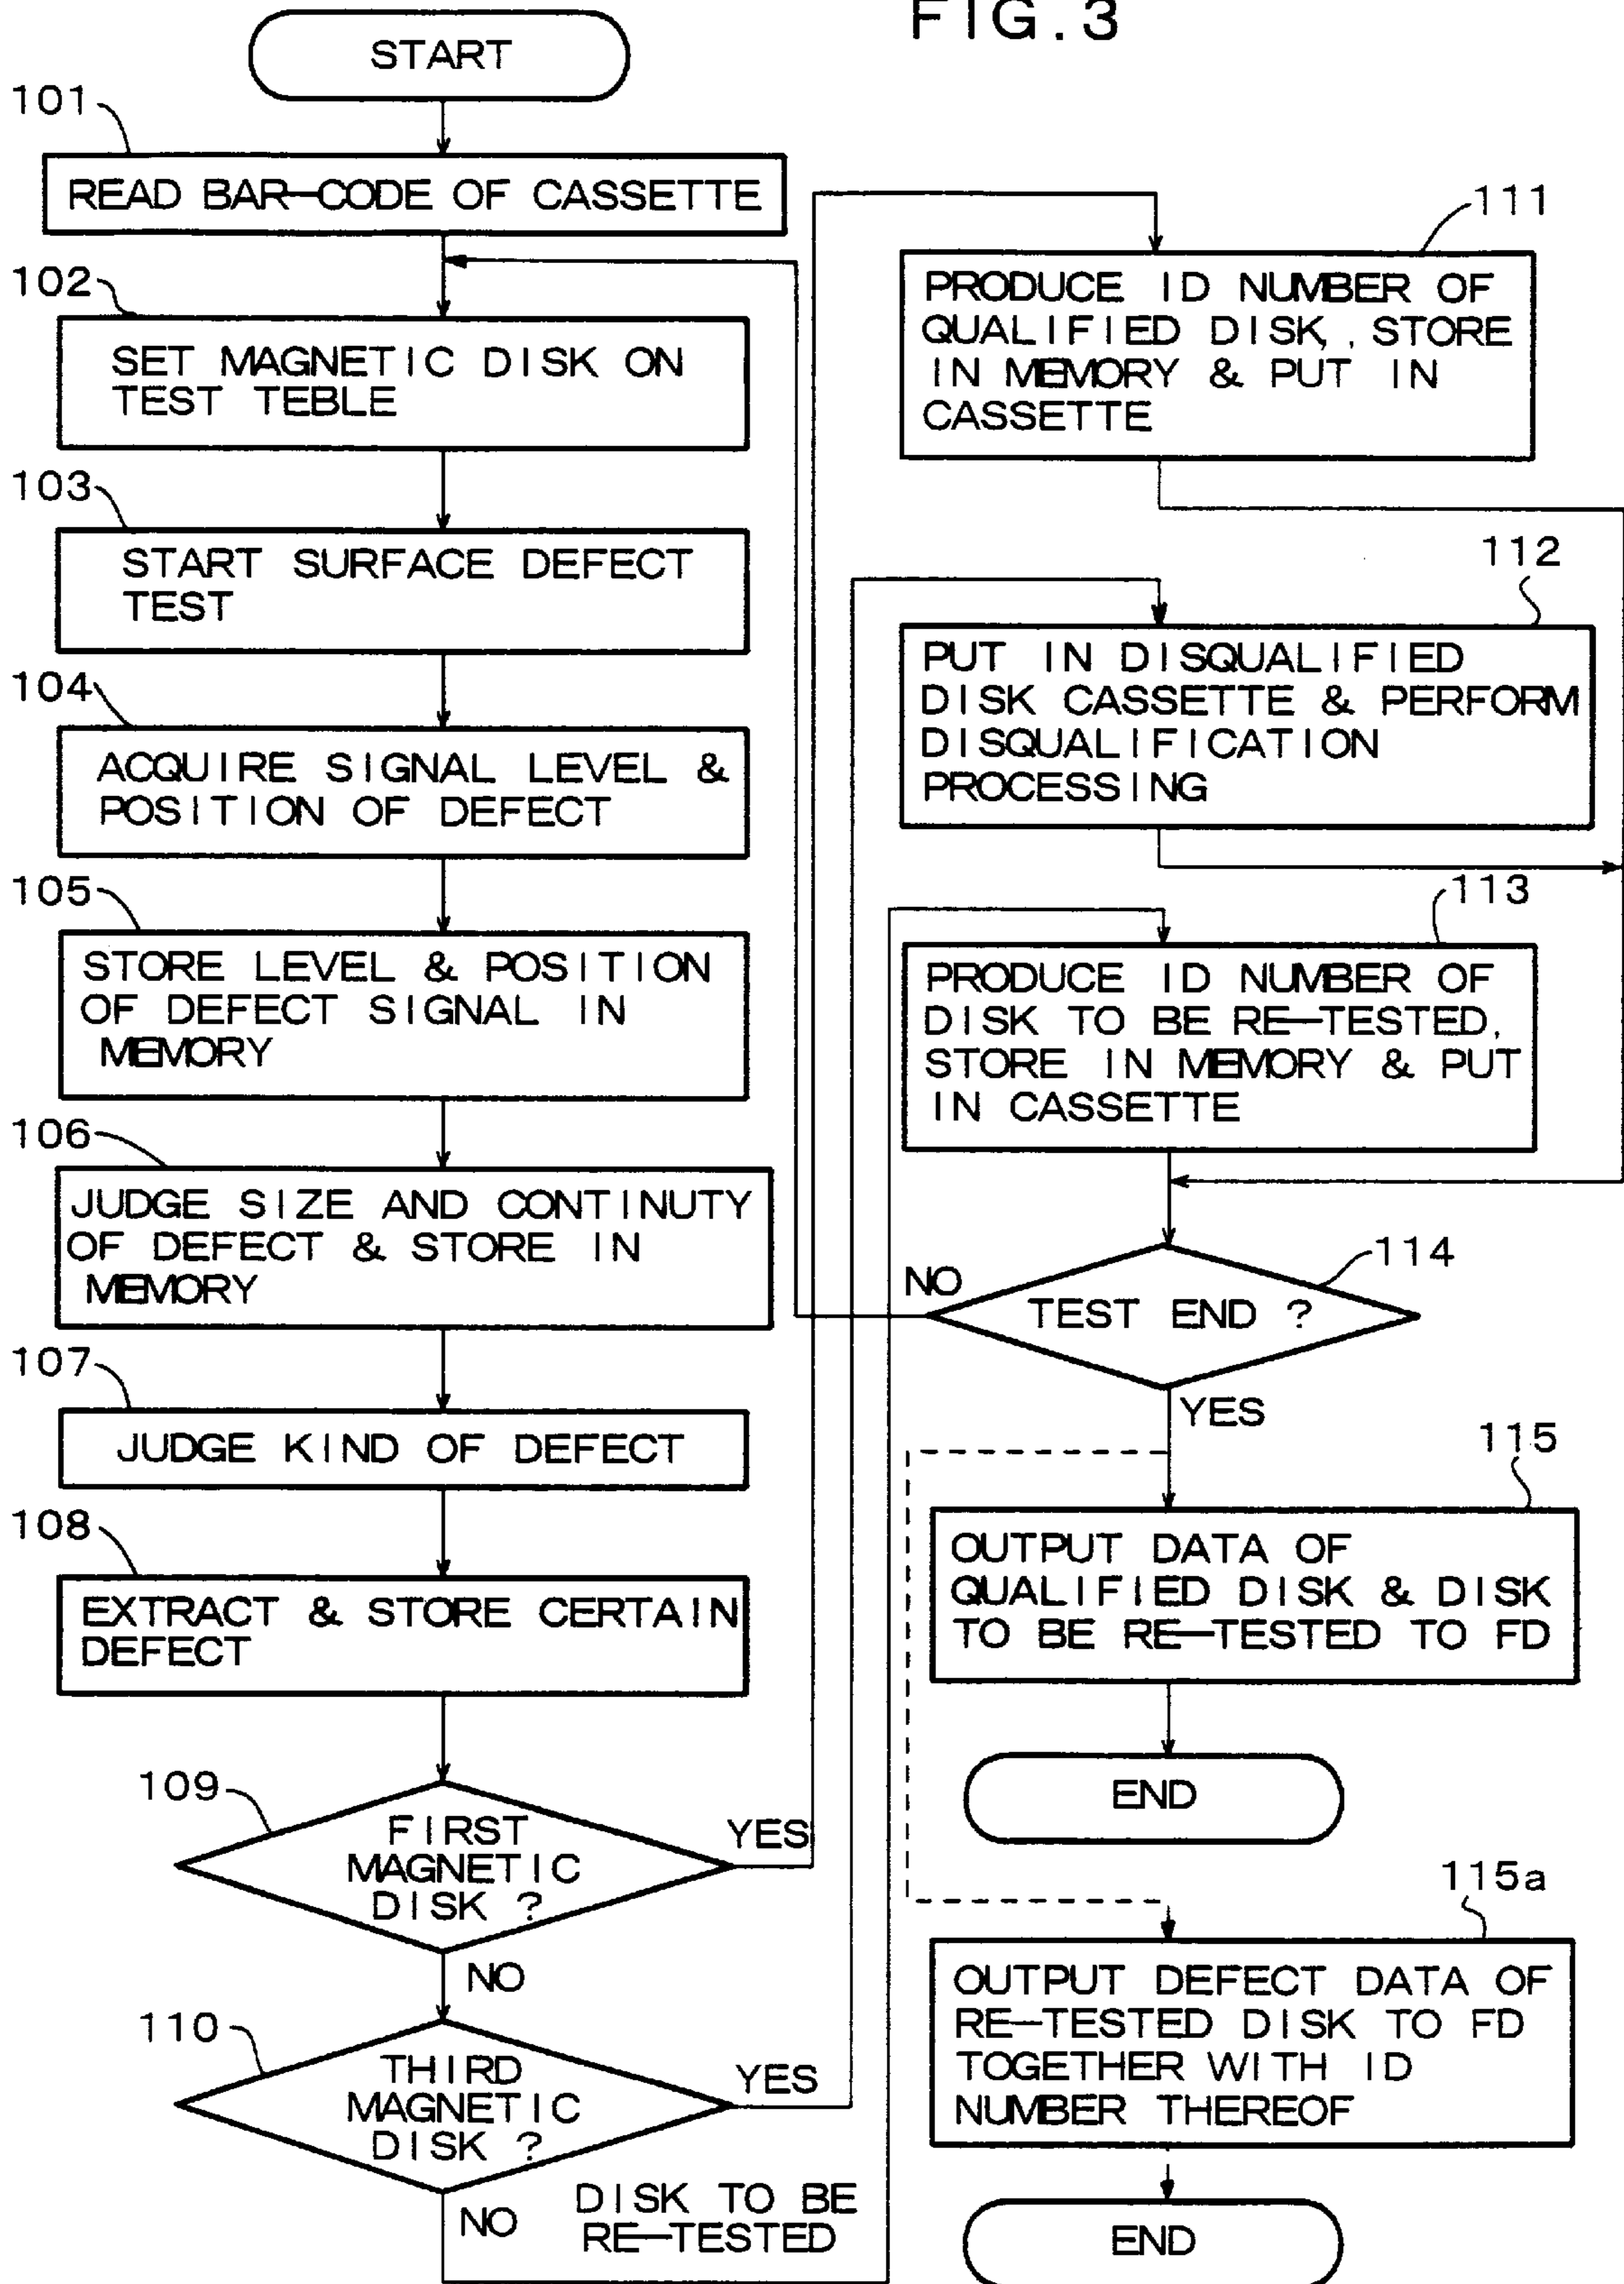 FIG.3
START
101
READ BAR-CODE OF CASSETTE
102
SET MAGNETIC DISK ON
TEST TEBLE
103
START SURFACE DEFECT
TEST
104
ACQUIRE SIGNAL LEVEL &
POSITION OF DEFECT
105
STORE LEVEL & POSITION
OF DEFECT SIGNAL IN
MEMORY
106
JUDGE SIZE AND CONTINUTY
OF DEFECT & STORE IN
MEMORY
107
JUDGE KIND OF DEFECT
108
EXTRACT & STORE CERTAIN
DEFECT
109
FIRST
MAGNETIC
DISK ?
YES
NO
110
THIRD
MAGNETIC
DISK ?
YES
NO
DISK TO BE
RE-TESTED
111
PRODUCE ID NUMBER OF
QUALIFIED DISK, . STORE
IN MEMORY & PUT IN
CASSETTE
112
PUT IN DISQUALIFIED
DISK CASSETTE & PERFORM
DISQUALIFICATION
PROCESSING
113
PRODUCE ID NUMBER OF
DISK TO BE RE-TESTED,
STORE IN MEMORY & PUT
IN CASSETTE
114
NO
TEST END ?
YES
115
OUTPUT DATA OF
QUALIFIED DISK & DISK
TO BE RE-TESTED TO FD
END
115a
OUTPUT DEFECT DATA OF
RE-TESTED DISK TO FD
TOGETHER WITH ID
NUMBER THEREOF
END